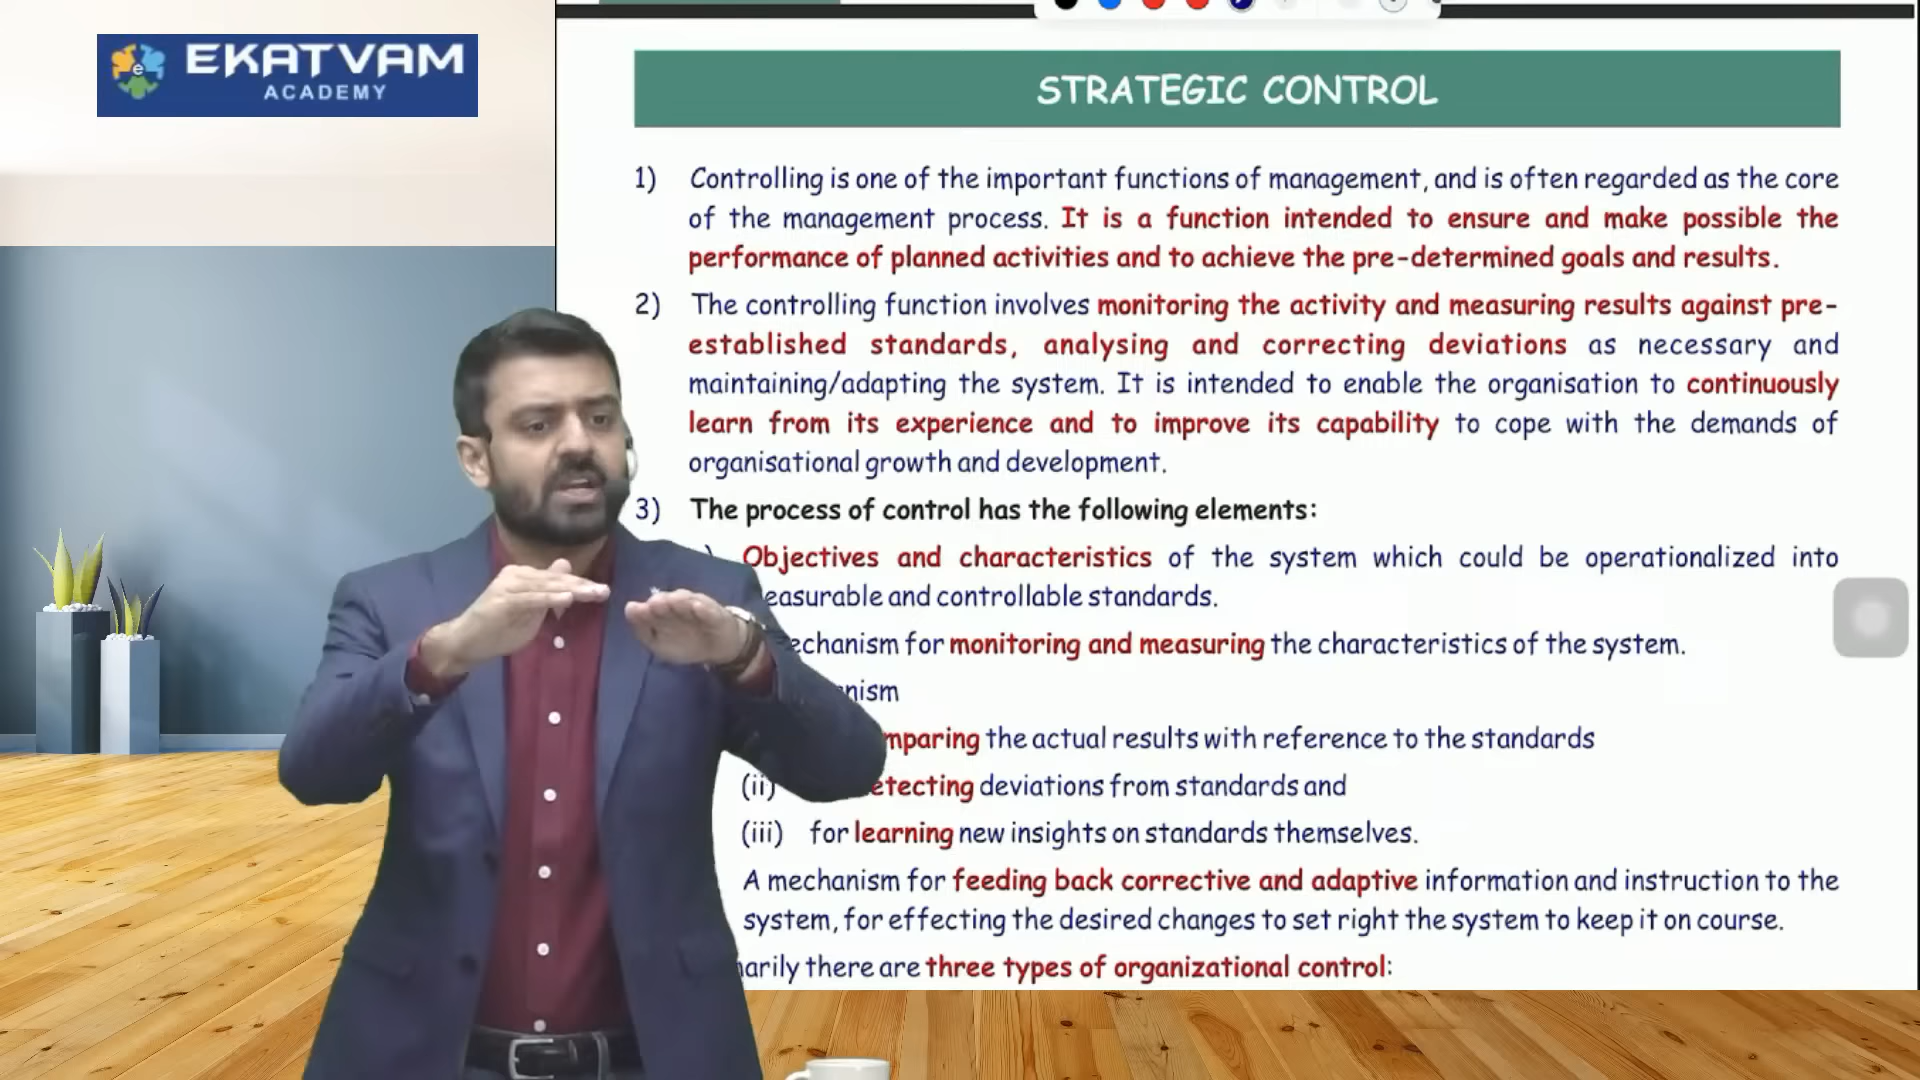 EKATVAM
ACADEMY
STRATEGIC CONTROL
1) Controlling is one of the important functions of management, and is often regarded as the core
of the management process. It is a function intended to ensure and make possible the
performance of planned activities and to achieve the pre-determined goals and results.
2) The controlling function involves monitoring the activity and measuring results against pre-
established standards, analysing and correcting deviations as necessary and
maintaining/adapting the system. It is intended to enable the organisation to continuously
learn from its experience and to improve its capability to cope with the demands of
organisational growth and development.
3) The process of control has the following elements:
Objectives and characteristics of the system which could be operationalized into
easurable and controllable standards.
echanism for monitoring and measuring the characteristics of the system.
nism
mparing the actual results with reference to the standards
(ii) etecting deviations from standards and
(iii) for learning new insights on standards themselves.
A mechanism for feeding back corrective and adaptive information and instruction to the
system, for effecting the desired changes to set right the system to keep it on course.
arily there are three types of organizational control: